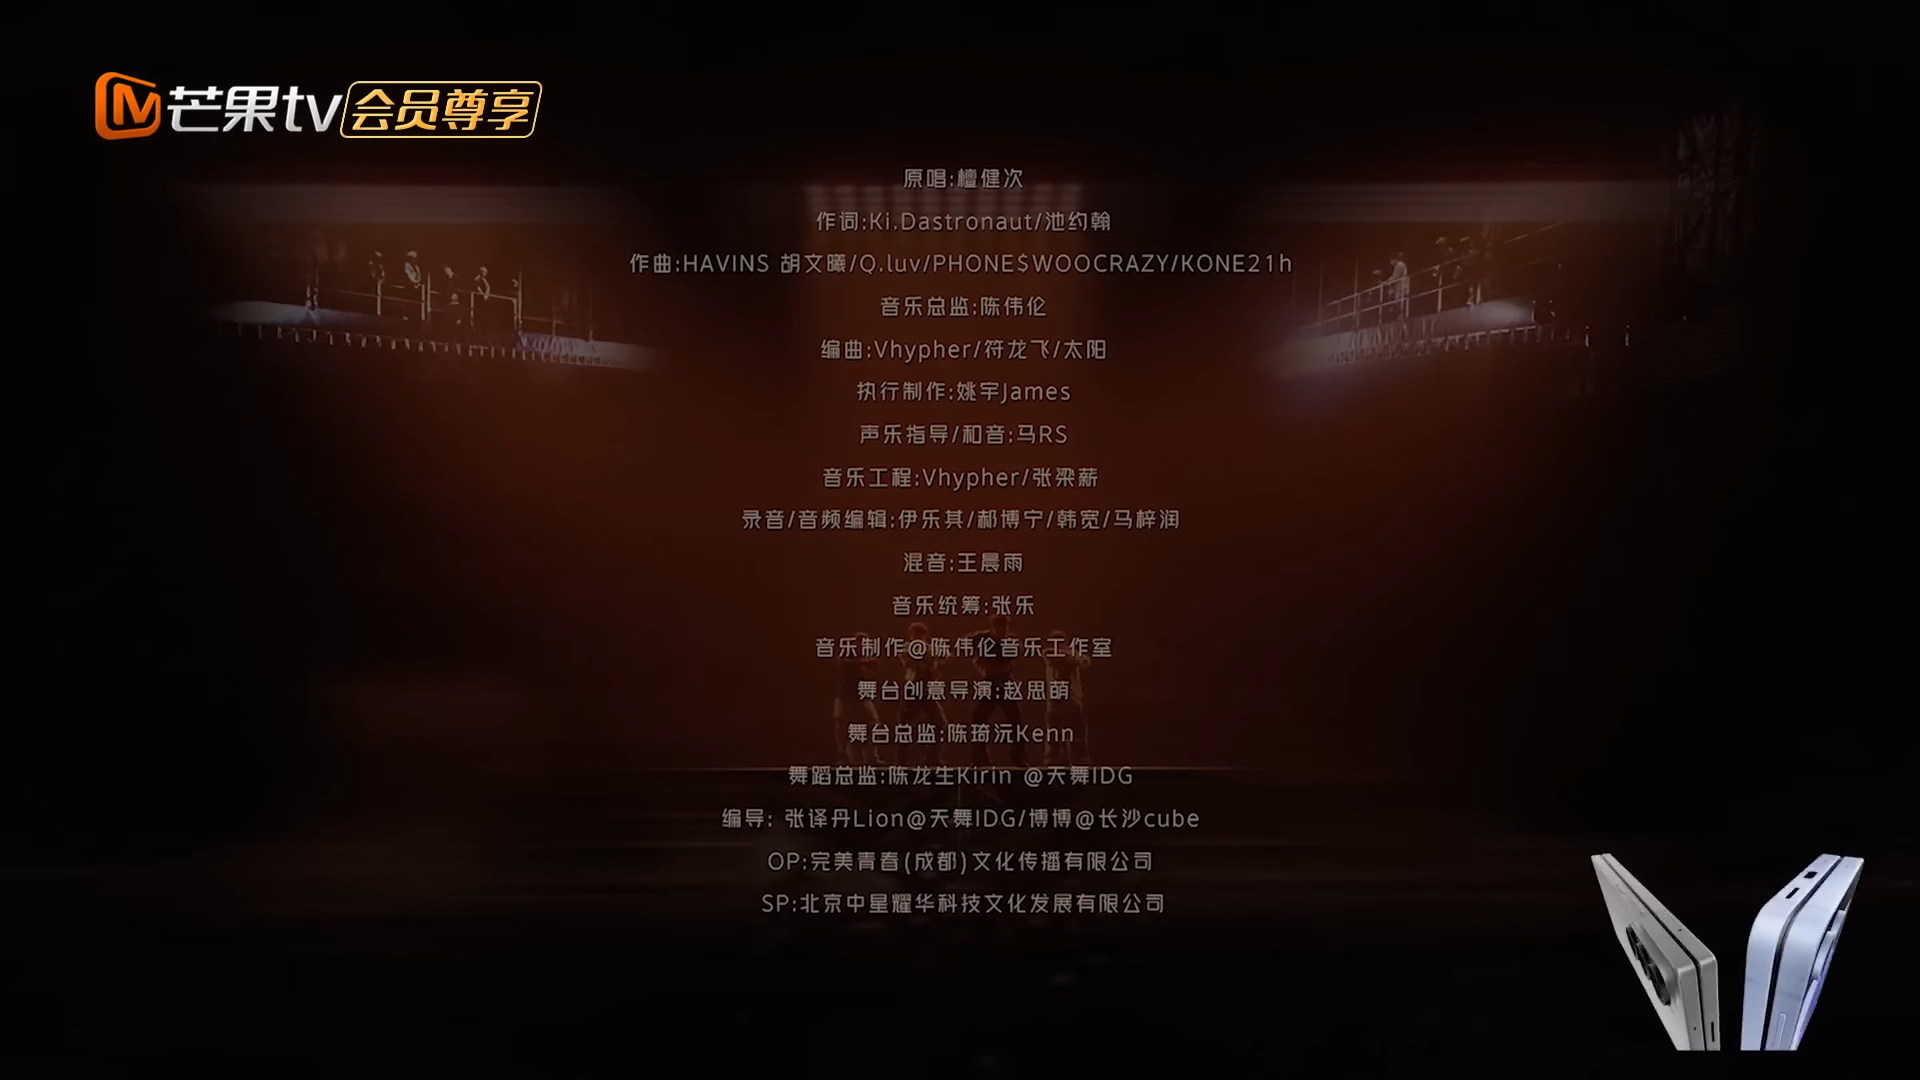 芒果tv会员尊享
原唱:檀健次
作词:Ki.Dastronaut/池约翰
作曲:HAVINS 胡文曦/Q.luv/PHONE$WOOCRAZY/KONE21h
音乐总监:陈伟伦
编曲:Vhypher/符龙飞/太阳
执行制作:姚宇James
声乐指导/和音:马RS
音乐工程:Vhypher/张梁薪
录音/音频编辑:伊乐其/郝博宁/韩宽/马梓润
混音:王晨雨
音乐统筹:张乐
音乐制作@陈伟伦音乐工作室
舞台创意导演:赵思萌
舞台总监:陈琦沅Kenn
舞蹈总监:陈龙生Kirin @天舞IDG
编导: 张译丹Lion@天舞IDG/博博@长沙cube
OP:完美青春(成都)文化传播有限公司
SP:北京中星耀华科技文化发展有限公司